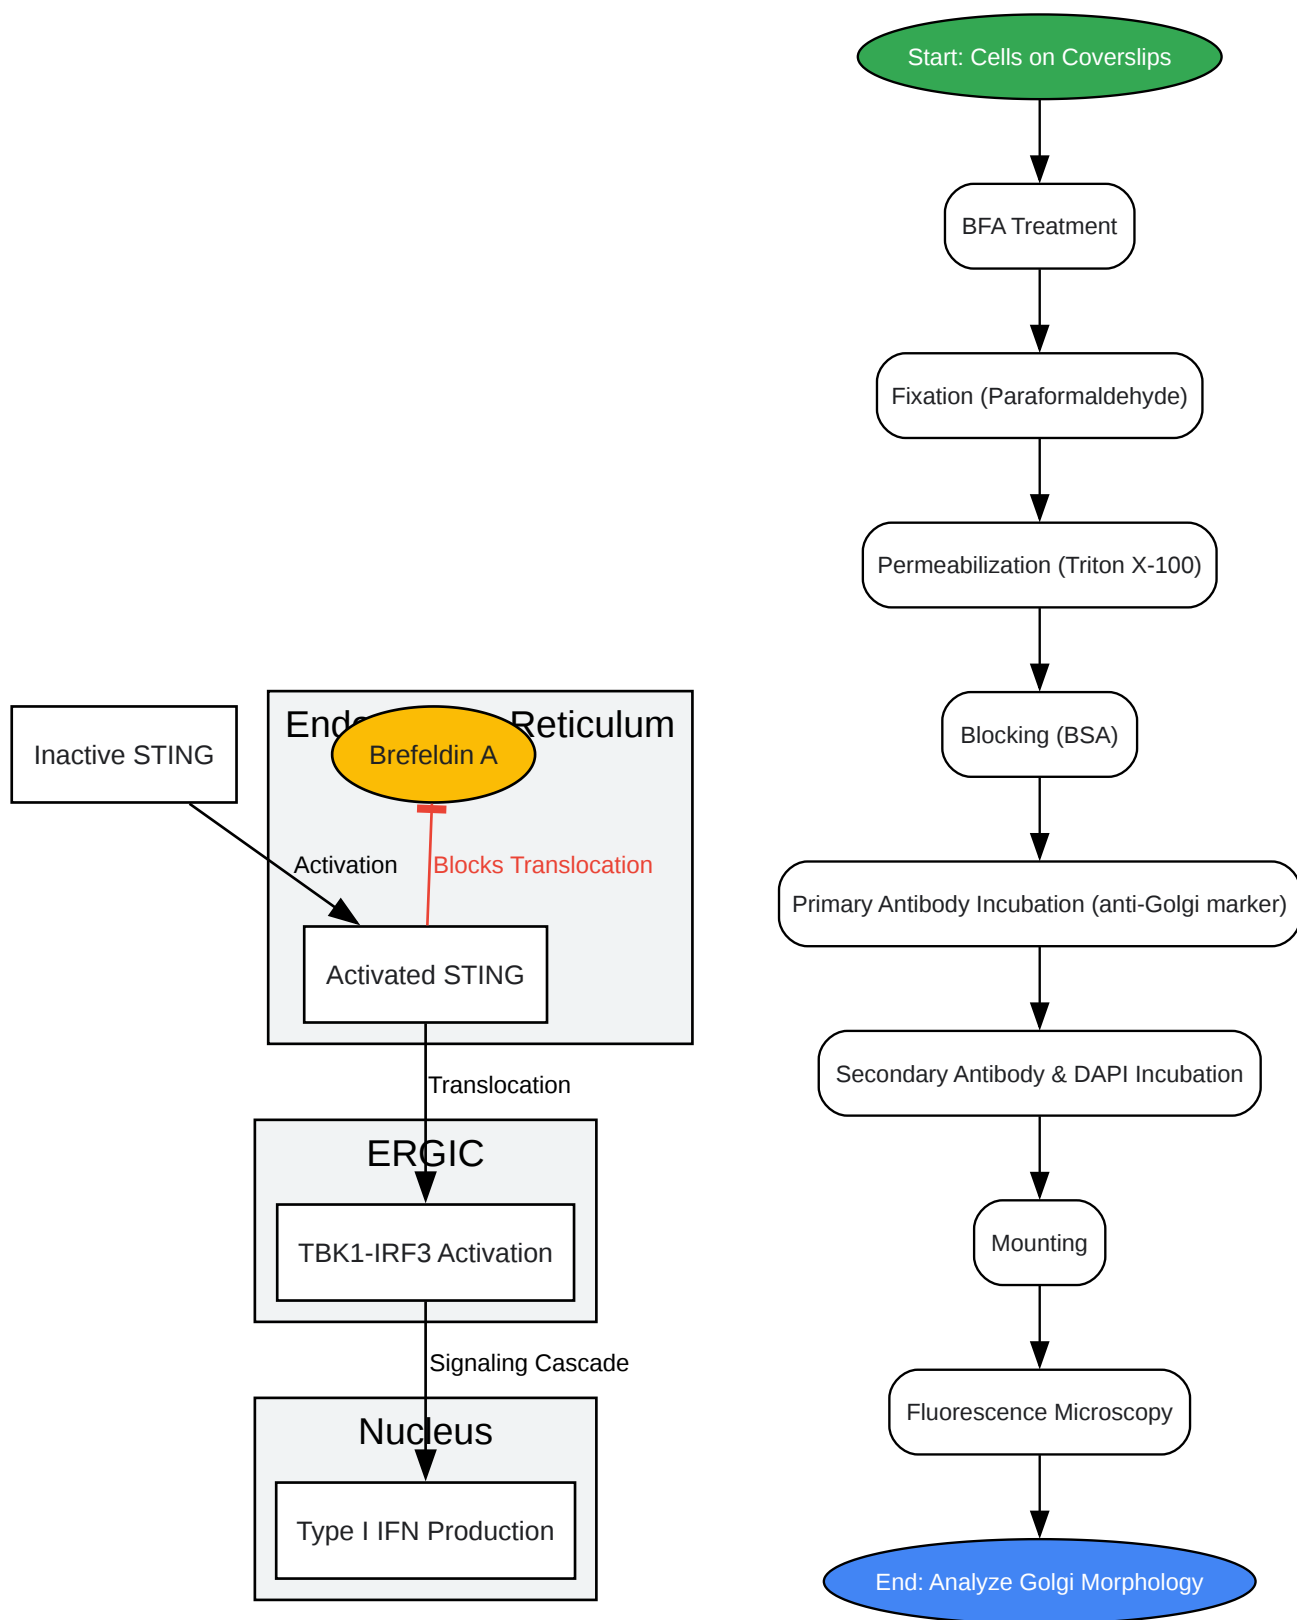 Start: Cells on Coverslips
BFA Treatment
Fixation (Paraformaldehyde)
Permeabilization (Triton X-100)
Blocking (BSA)
Primary Antibody Incubation (anti-Golgi marker)
Secondary Antibody & DAPI Incubation
Mounting
Fluorescence Microscopy
End: Analyze Golgi Morphology
Inactive STING
Reticulum
Brefeldin A
Activation
Blocks Translocation
Activated STING
Translocation
ERGIC
TBK1-IRF3 Activation
Signaling Cascade
Nucleus
Type I IFN Production